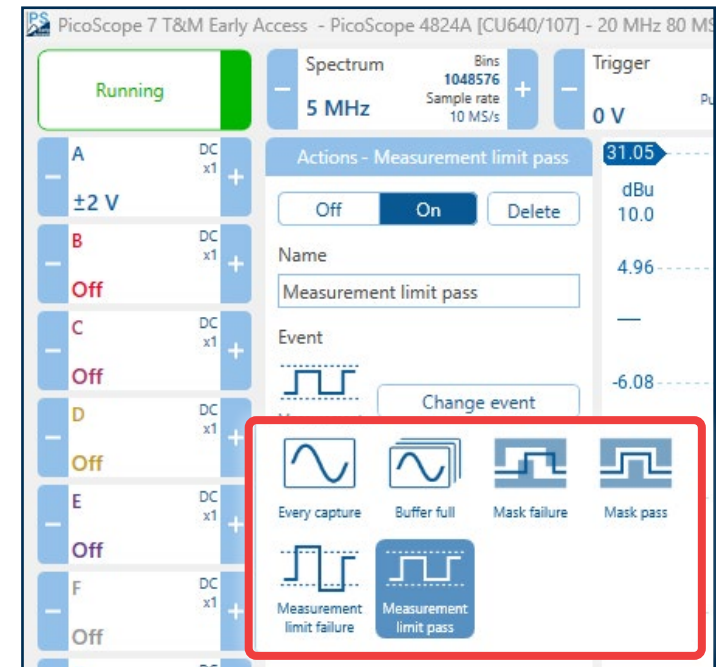 PicoScope 7 T&M Early Access - PicoScope 4824A [CU640/107] - 20 MHz 80 MS
Running
Spectrum
5 MHz
Bins
1048576
Sample rate
10 MS/s
Trigger
0 V
A
DC
x1
±2 V
B
DC
x1
Off
C
DC
x1
Off
D
DC
x1
Off
E
DC
x1
Off
F
DC
x1
Off
Actions - Measurement limit pass
Off
On
Delete
Name
Measurement limit pass
Event
Change event
Every capture
Buffer full
Mask failure
Mask pass
Measurement
limit failure
Measurement
limit pass
31.05
dBu
10.0
4.96
-6.08